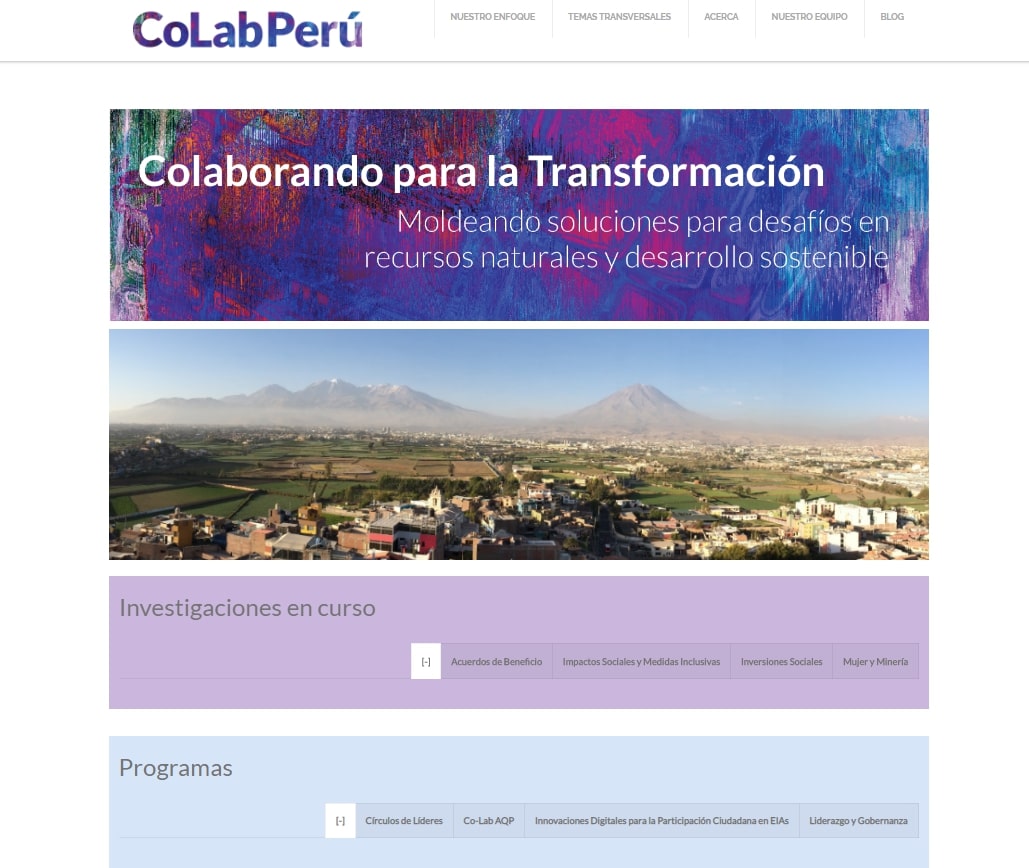 CoLabPerú
NUESTRO ENFOQUE
TEMAS TRANSVERSALES
ACERCA
NUESTRO EQUIPO
BLOG
Colaborando para la Transformación
Moldeando soluciones para desafíos en
recursos naturales y desarrollo sostenible
Investigaciones en curso
[-]
Acuerdos de Beneficio
Impactos Sociales y Medidas Inclusivas
Inversiones Sociales
Mujer y Minería
Programas
[-]
Círculos de Líderes
Co-Lab AQP
Innovaciones Digitales para la Participación Ciudadana en EIAs
Liderazgo y Gobernanza